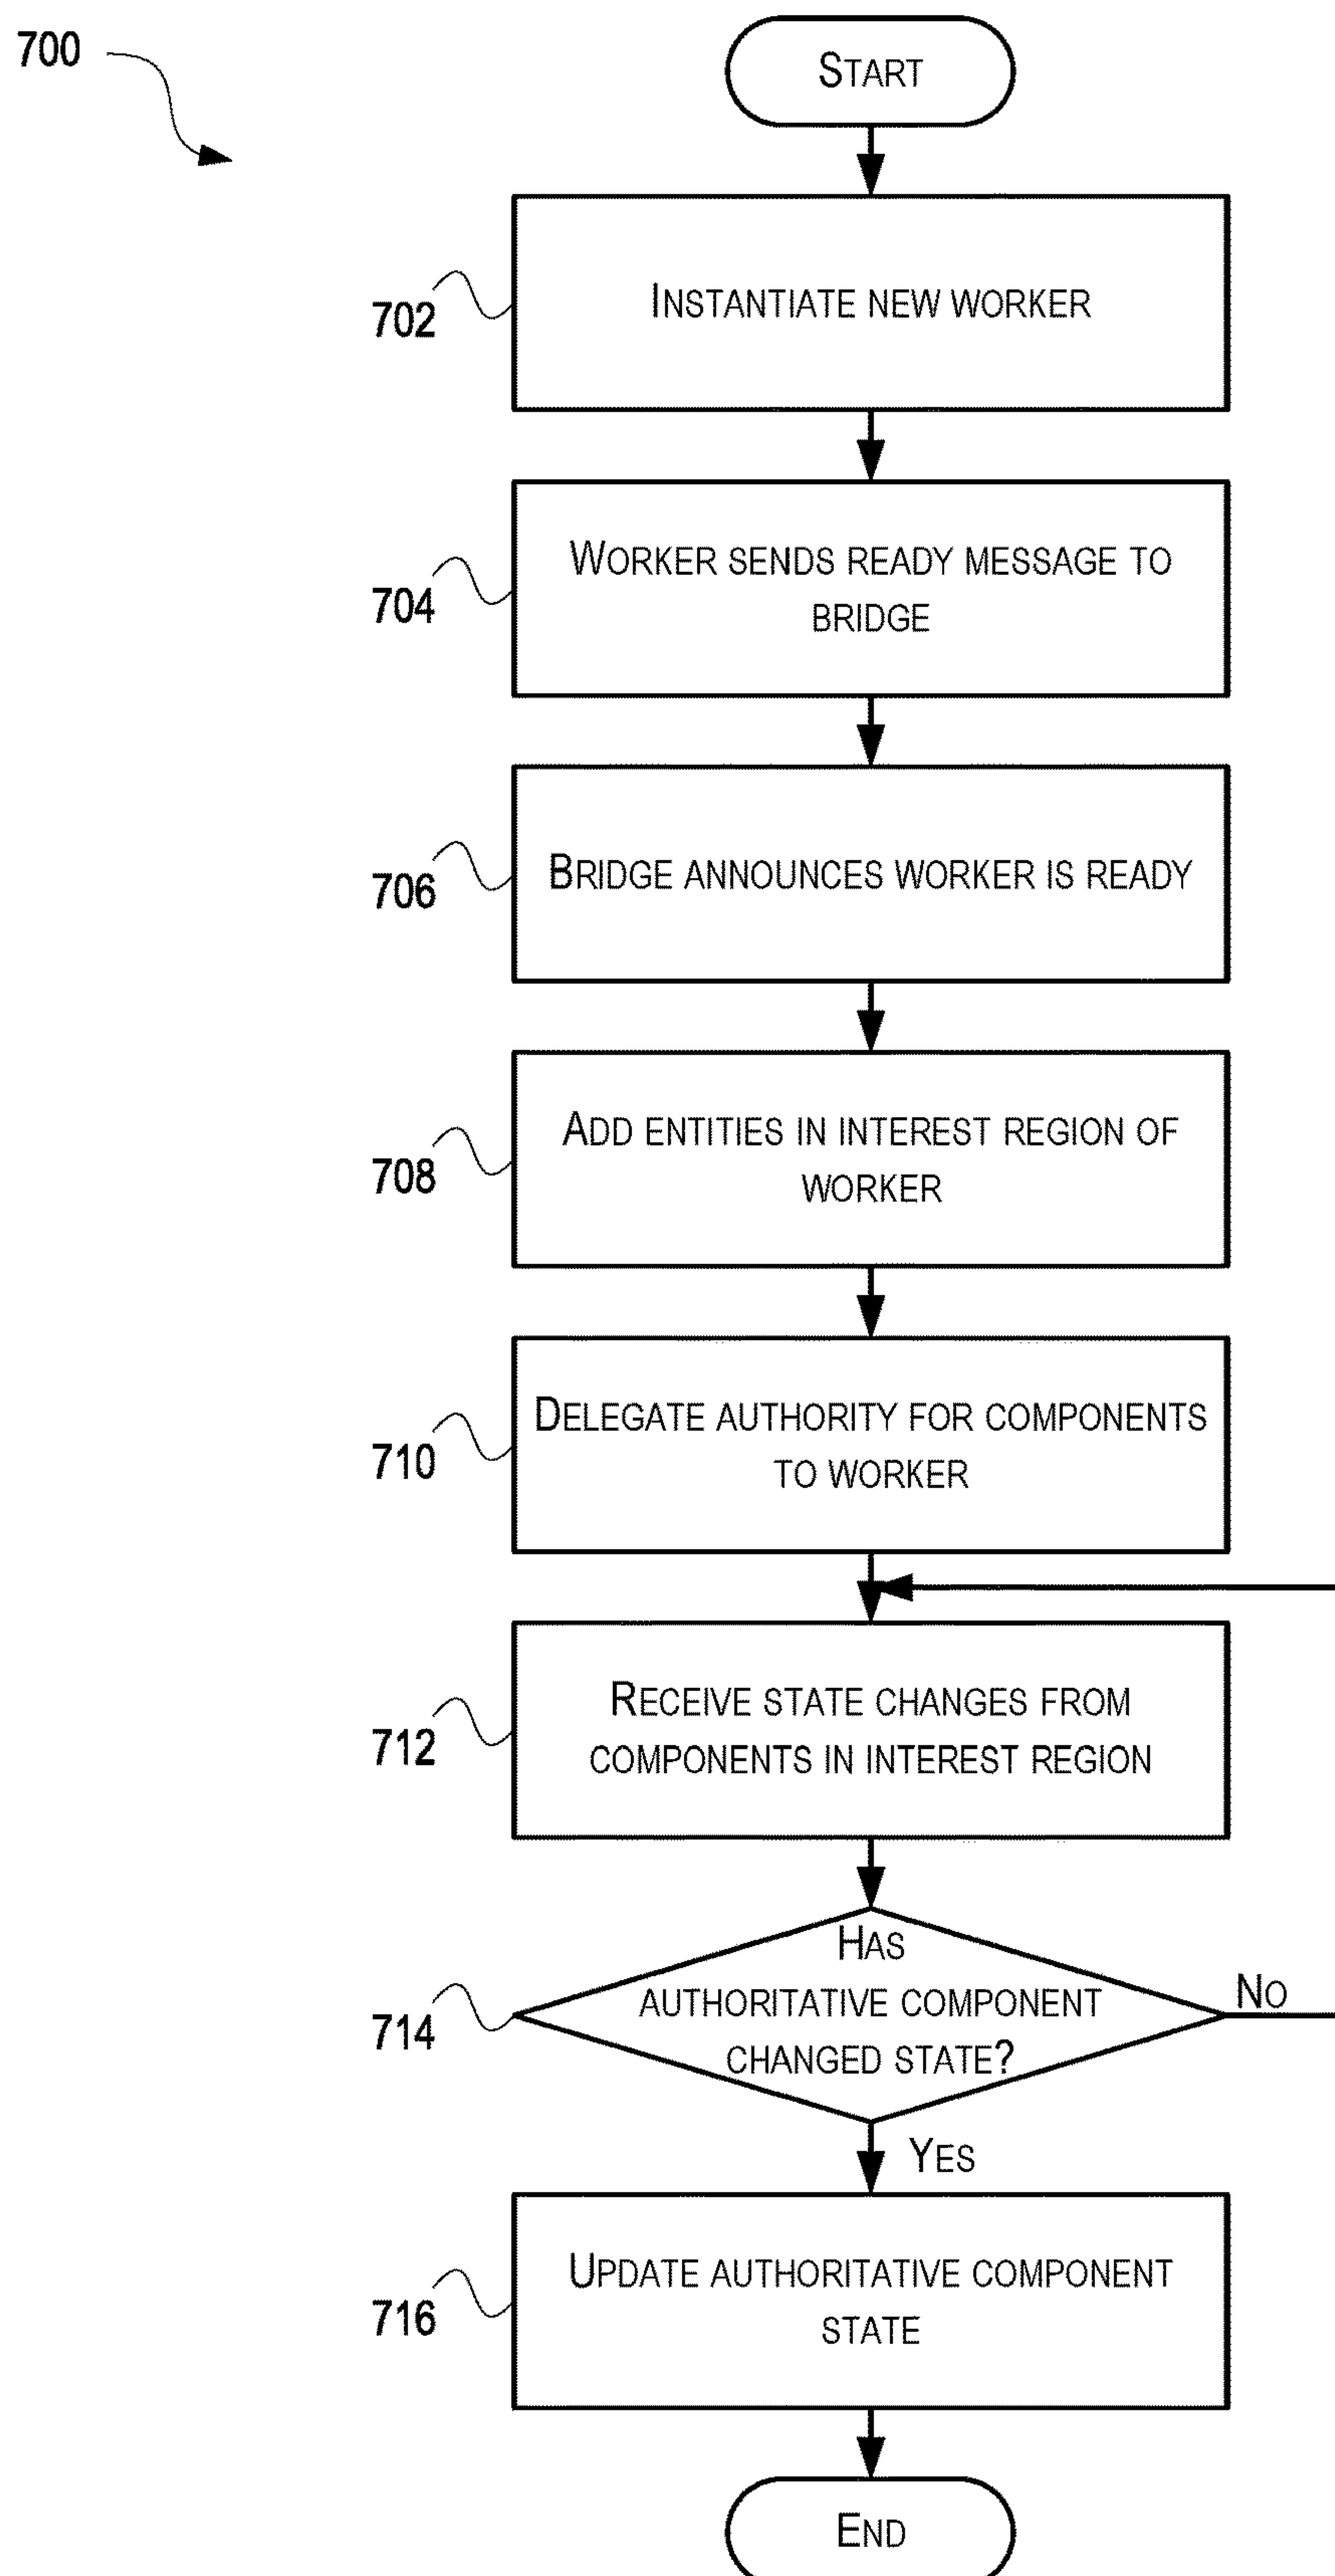 700
START
702
INSTANTIATE NEW WORKER
704
WORKER SENDS READY MESSAGE TO
BRIDGE
706
BRIDGE ANNOUNCES WORKER IS READY
708
ADD ENTITIES IN INTEREST REGION OF
WORKER
710
DELEGATE AUTHORITY FOR COMPONENTS
TO WORKER
712
RECEIVE STATE CHANGES FROM
COMPONENTS IN INTEREST REGION
714
HAS
AUTHORITATIVE COMPONENT
CHANGED STATE?
NO
YES
716
UPDATE AUTHORITATIVE COMPONENT
STATE
END